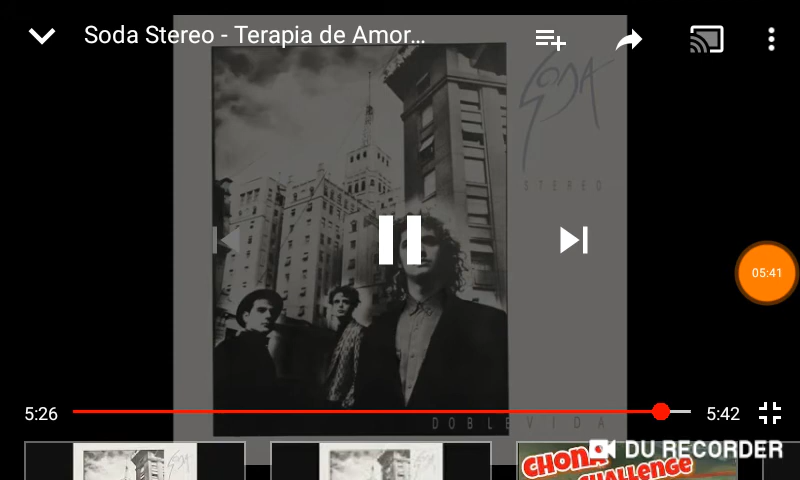 Soda Stereo - Terapia de Amor...
SODA
STEREO
05:41
5:26
5:42
DOBLE VIDA
CHONA
CHALLENGE
DU RECORDER